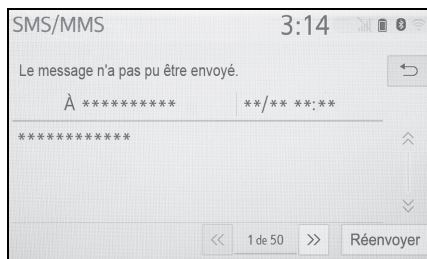 SMS/MMS 3:14
Le message n'a pas pu être envoyé.
À ********** **/** **:**
************
1 de 50 Réenvoyer